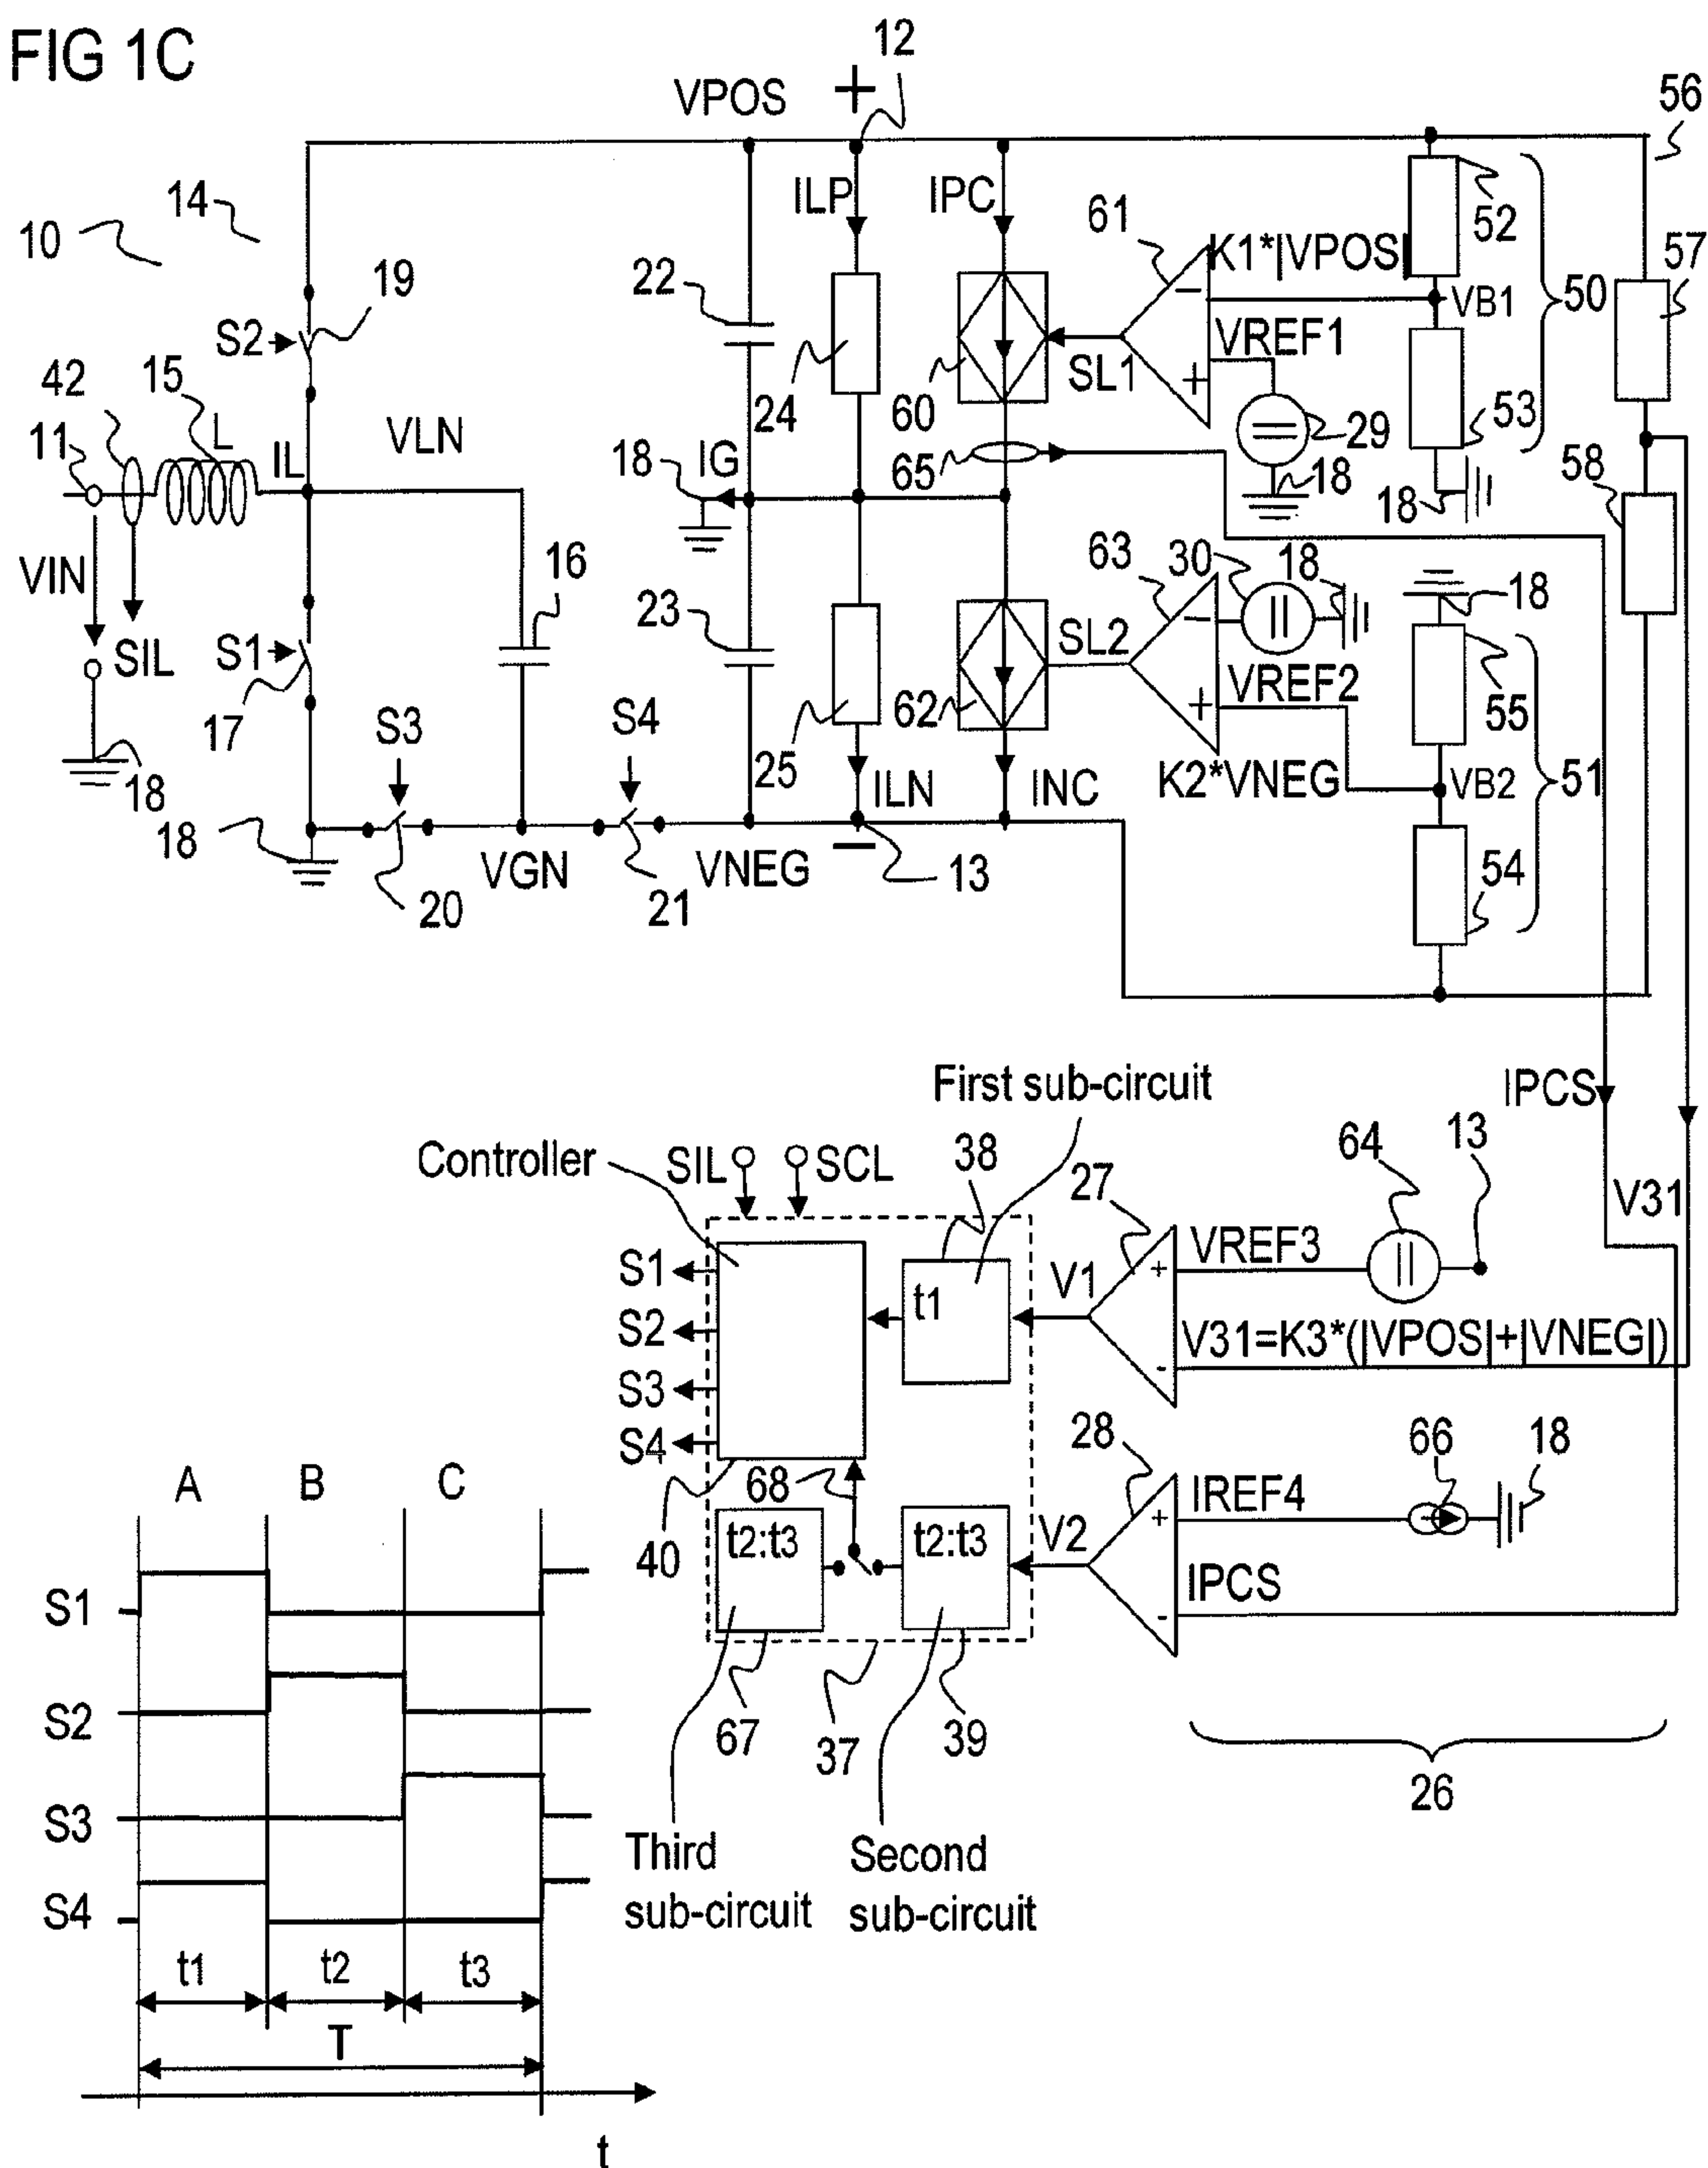 FIG 1C
12
VPOS
+
56
ILP
IPC
61
K1*|VPOS|
52
57
10
14
19
22
VB1
50
S2
VREF1
SL1
42
15
L
24
60
53
29
11
IL
VLN
18
IG
65
18
18
58
VIN
16
63
30
18
SIL
23
SL2
18
S1
VREF2
55
17
S3
S4
25
62
51
18
ILN
INC
K2*VNEG
VB2
18
VGN
VNEG
−
54
20
21
13
First sub-circuit
IPCS
Controller
SIL
SCL
38
27
64
13
V31
S1
V1
+
VREF3
t1
S2
V31=K3*(|VPOS|+|VNEG|)
-
S3
28
66
18
S4
68
IREF4
A
B
C
V2
+
t2:t3
t2:t3
40
IPCS
S1
-
S2
67
37
39
26
S3
Third
sub-circuit
Second
sub-circuit
S4
t1
t2
t3
T
t